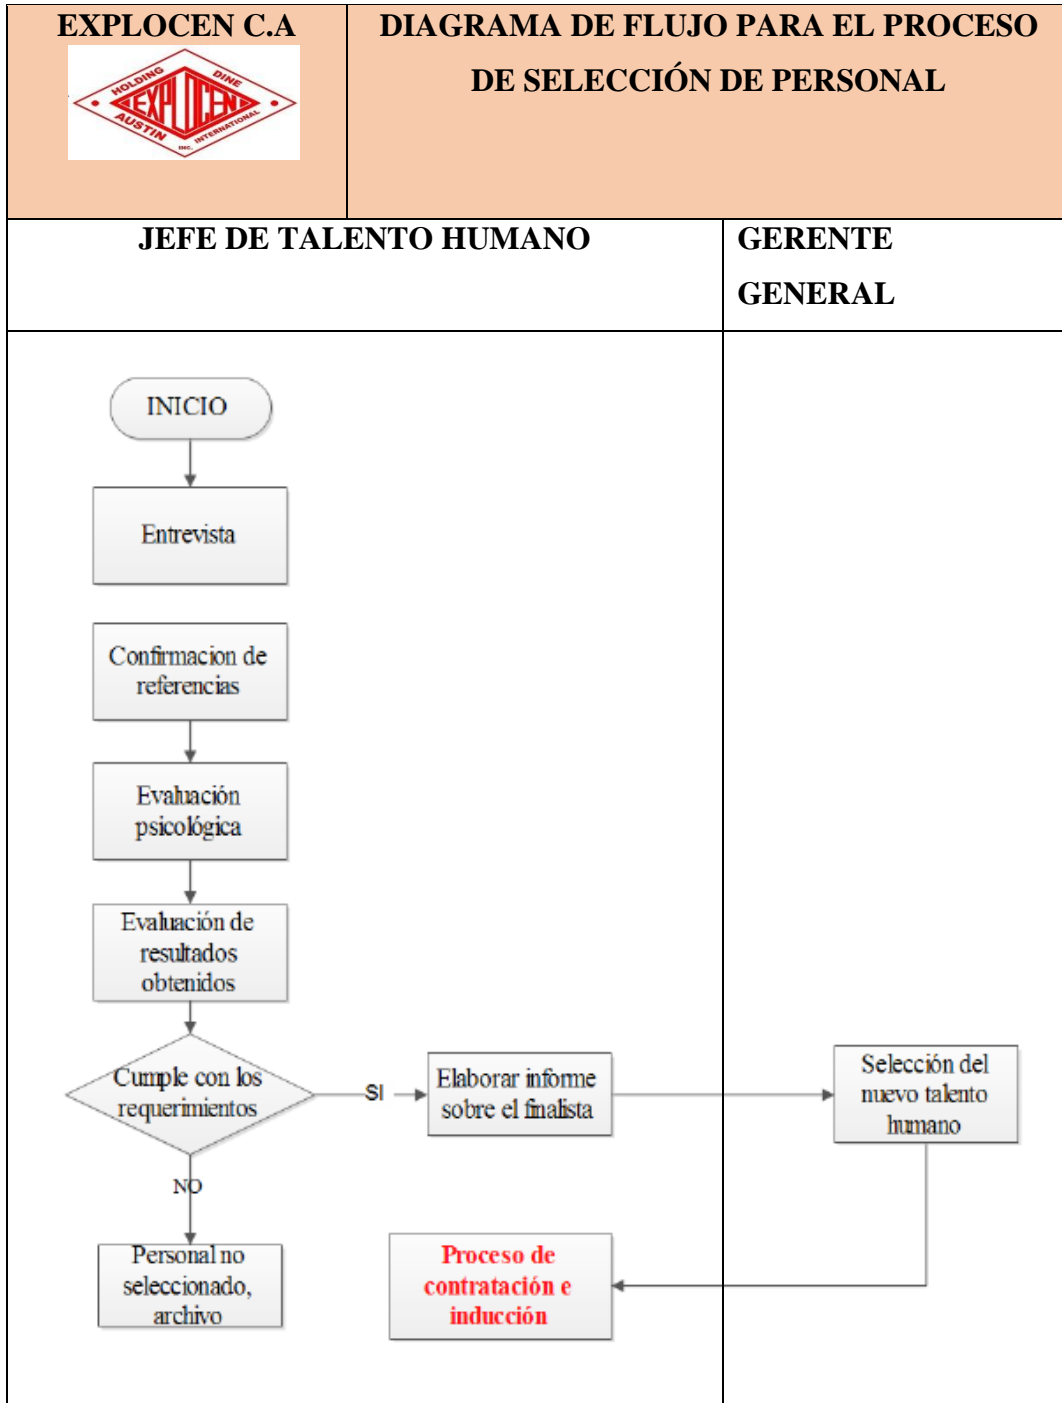 EXPLOCEN C.A
HOLDING DINE
EXPLOCEN
AUSTIN INTERNATIONAL
INC.
DIAGRAMA DE FLUJO PARA EL PROCESO
DE SELECCIÓN DE PERSONAL
JEFE DE TALENTO HUMANO
GERENTE
GENERAL
INICIO
Entrevista
Confirmacion de
referencias
Evaluación
psicológica
Evaluación de
resultados
obtenidos
Cumple con los
requerimientos
SI
Elaborar informe
sobre el finalista
Selección del
nuevo talento
humano
NO
Personal no
seleccionado,
archivo
Proceso de
contratación e
inducción